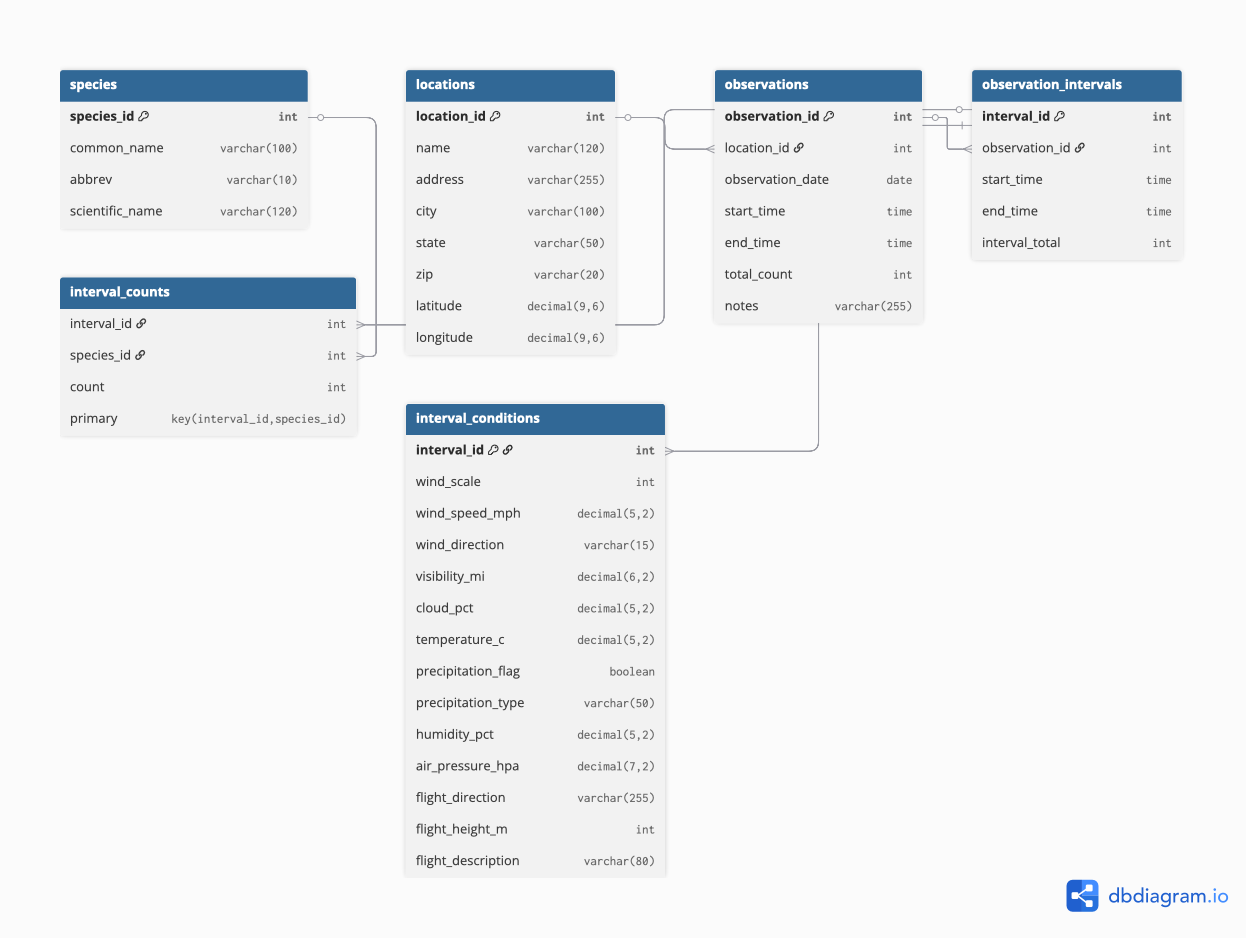 species
species_id int
common_name varchar(100)
abbrev varchar(10)
scientific_name varchar(120)
interval_counts
interval_id int
species_id int
count int
primary key(interval_id,species_id)
locations
location_id int
name varchar(120)
address varchar(255)
city varchar(100)
state varchar(50)
zip varchar(20)
latitude decimal(9,6)
longitude decimal(9,6)
observations
observation_id int
location_id int
observation_date date
start_time time
end_time time
total_count int
notes varchar(255)
observation_intervals
interval_id int
observation_id int
start_time time
end_time time
interval_total int
interval_conditions
interval_id int
wind_scale int
wind_speed_mph decimal(5,2)
wind_direction varchar(15)
visibility_mi decimal(6,2)
cloud_pct decimal(5,2)
temperature_c decimal(5,2)
precipitation_flag boolean
precipitation_type varchar(50)
humidity_pct decimal(5,2)
air_pressure_hpa decimal(7,2)
flight_direction varchar(255)
flight_height_m int
flight_description varchar(80)
dbdiagram.io